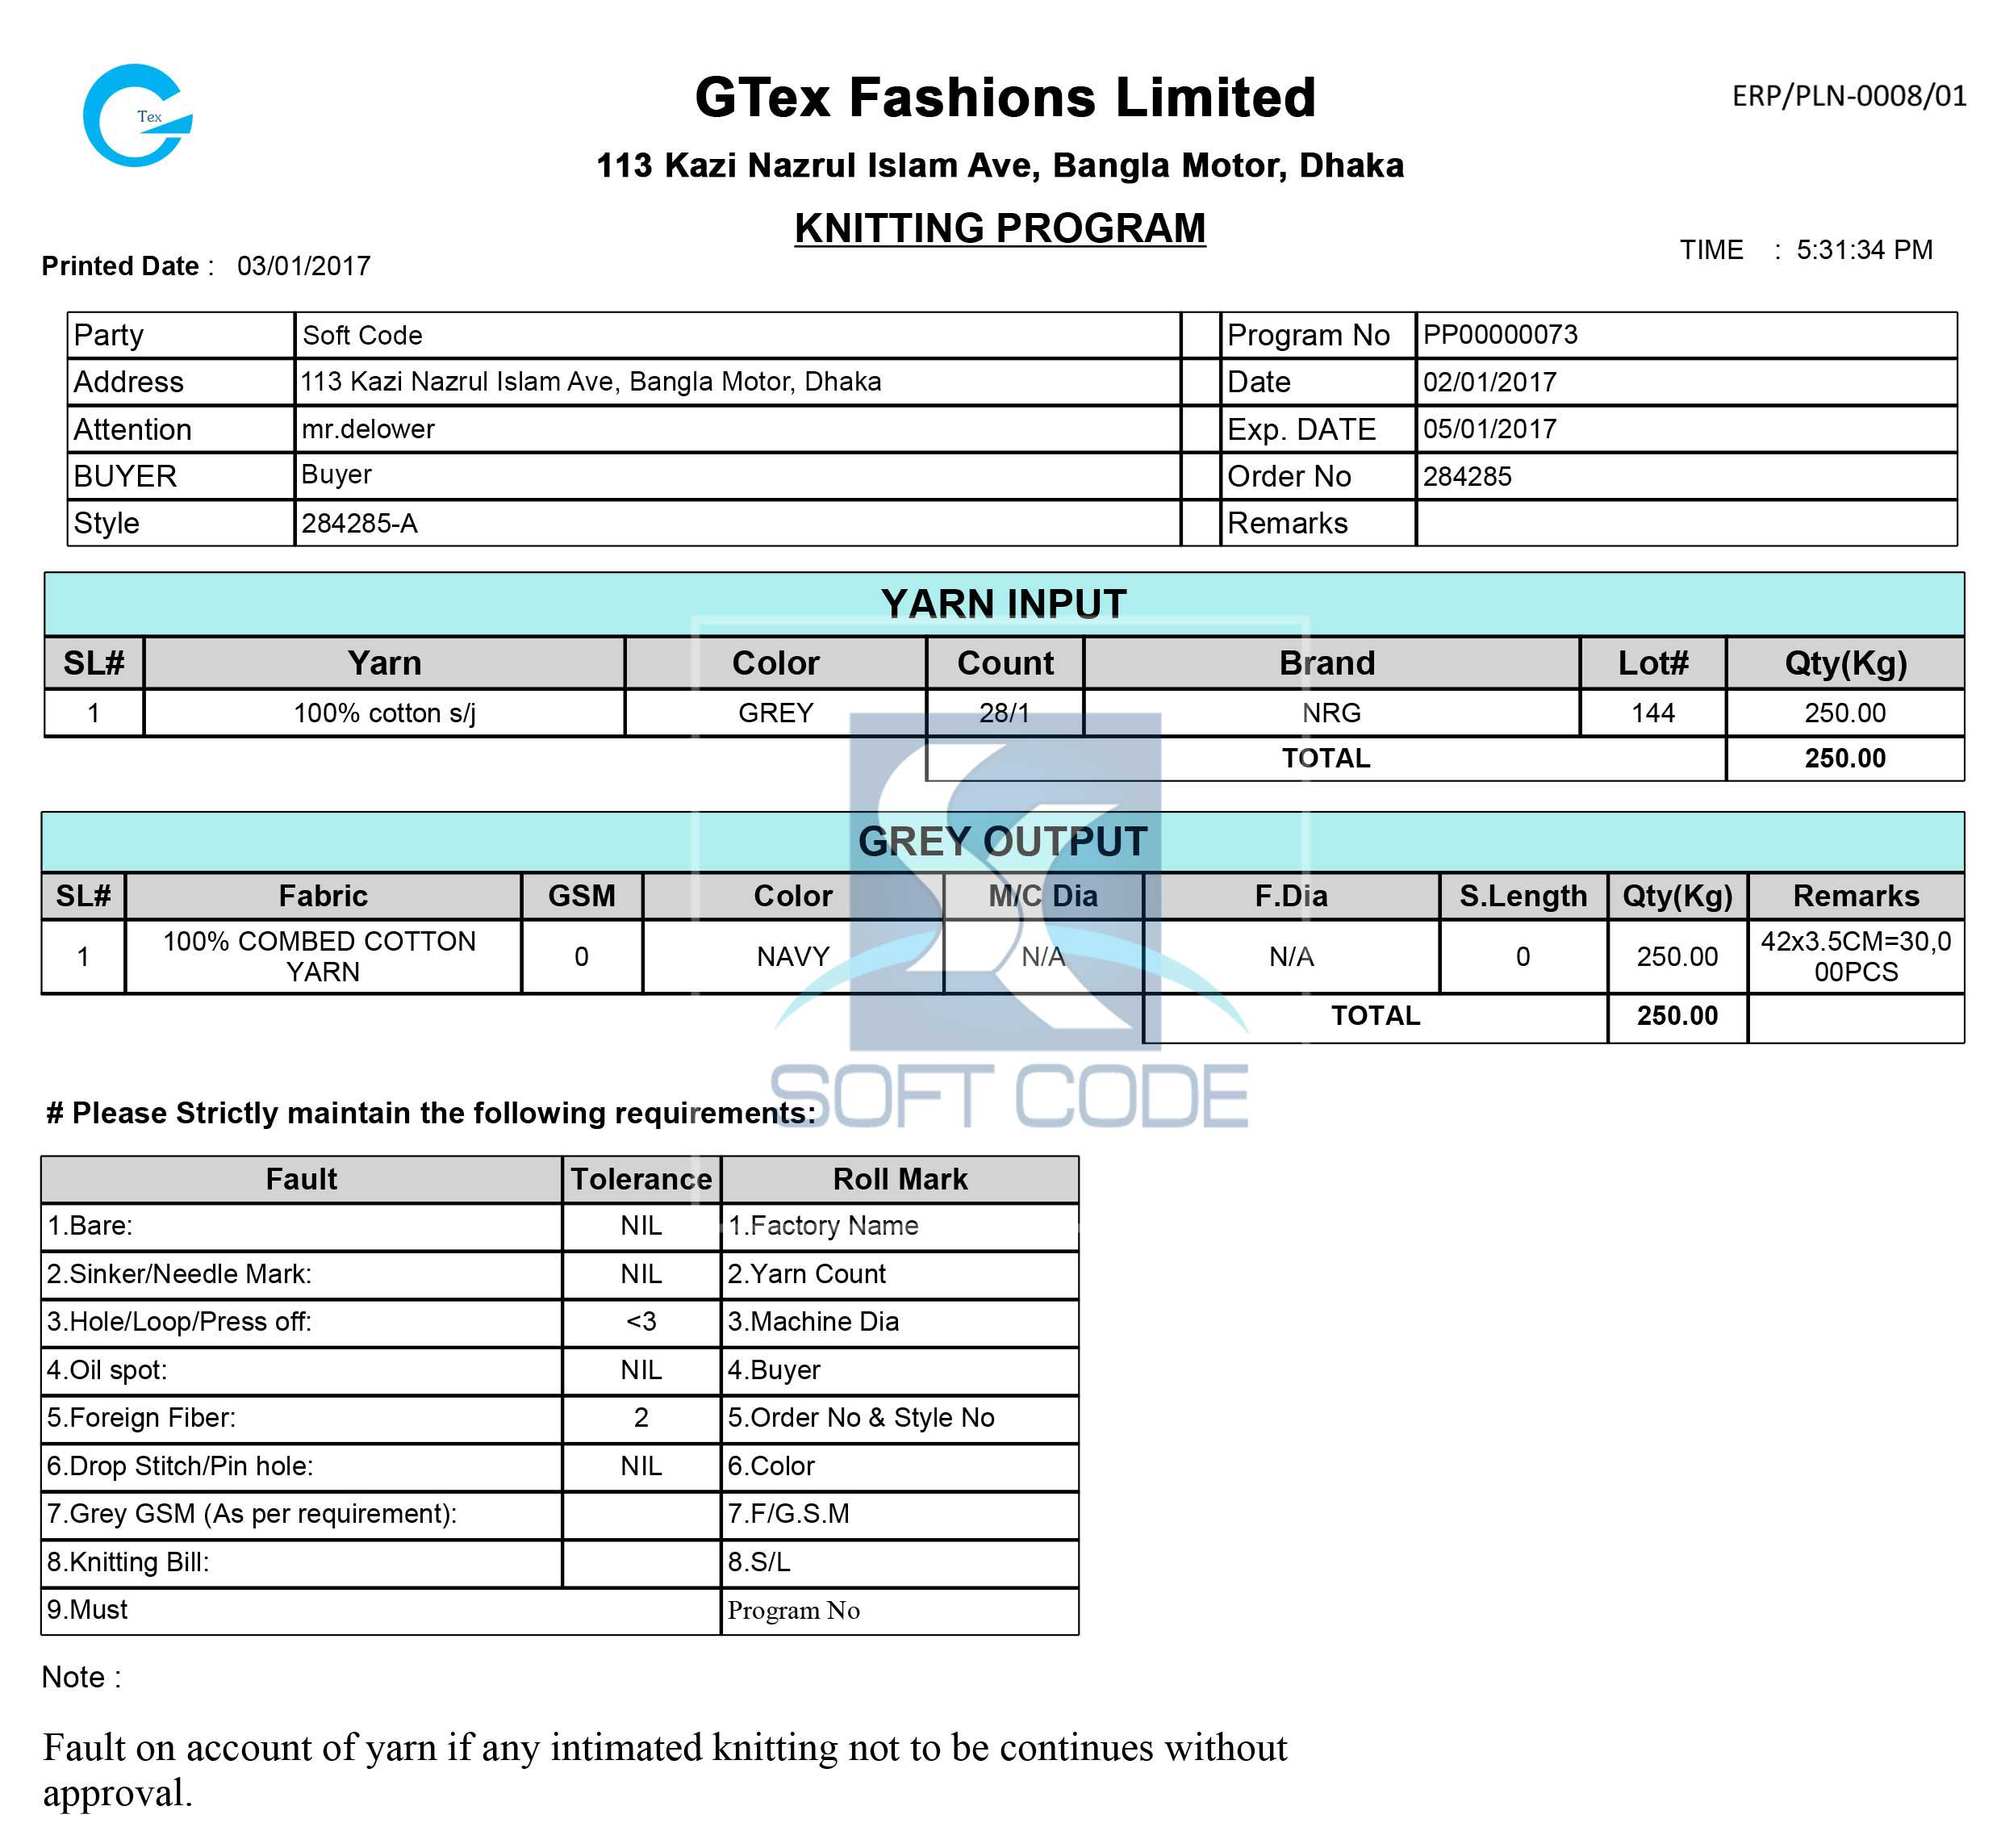 Tex
GTex Fashions Limited
ERP/PLN-0008/01
113 Kazi Nazrul Islam Ave, Bangla Motor, Dhaka
KNITTING PROGRAM
Printed Date : 03/01/2017
TIME : 5:31:34 PM
Party Soft Code Program No PP00000073
Address 113 Kazi Nazrul Islam Ave, Bangla Motor, Dhaka Date 02/01/2017
Attention mr.delower Exp. DATE 05/01/2017
BUYER Buyer Order No 284285
Style 284285-A Remarks
YARN INPUT
SL# Yarn Color Count Brand Lot# Qty(Kg)
1 100% cotton s/j GREY 28/1 NRG 144 250.00
TOTAL 250.00
GREY OUTPUT
SL# Fabric GSM Color M/C Dia F.Dia S.Length Qty(Kg) Remarks
1 100% COMBED COTTON YARN 0 NAVY N/A N/A 0 250.00 42x3.5CM=30,000PCS
TOTAL 250.00
SOFT CODE
# Please Strictly maintain the following requirements:
Fault Tolerance Roll Mark
1.Bare: NIL 1.Factory Name
2.Sinker/Needle Mark: NIL 2.Yarn Count
3.Hole/Loop/Press off: <3 3.Machine Dia
4.Oil spot: NIL 4.Buyer
5.Foreign Fiber: 2 5.Order No & Style No
6.Drop Stitch/Pin hole: NIL 6.Color
7.Grey GSM (As per requirement): 7.F/G.S.M
8.Knitting Bill: 8.S/L
9.Must Program No
Note :
Fault on account of yarn if any intimated knitting not to be continues without
approval.